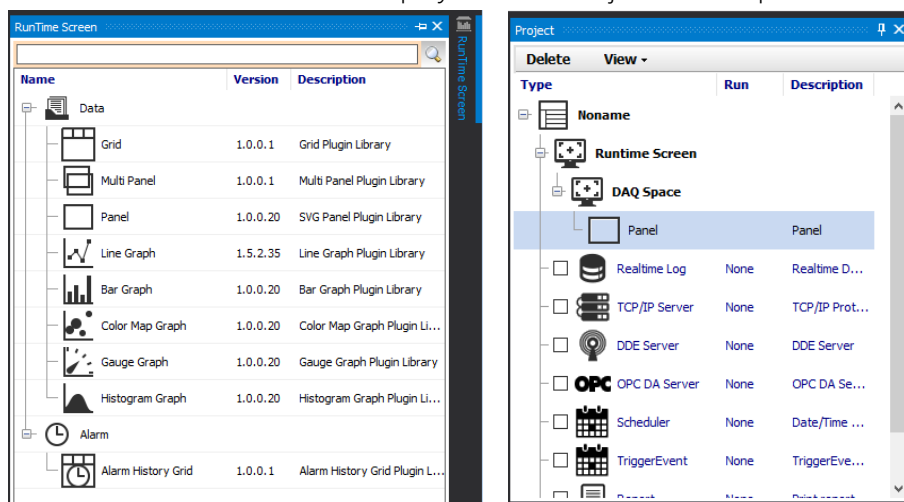 RunTime Screen
Name Version Description
Data
Grid 1.0.0.1 Grid Plugin Library
Multi Panel 1.0.0.1 Multi Panel Plugin Library
Panel 1.0.0.20 SVG Panel Plugin Library
Line Graph 1.5.2.35 Line Graph Plugin Library
Bar Graph 1.0.0.20 Bar Graph Plugin Library
Color Map Graph 1.0.0.20 Color Map Graph Plugin Li...
Gauge Graph 1.0.0.20 Gauge Graph Plugin Library
Histogram Graph 1.0.0.20 Histogram Graph Plugin Li...
Alarm
Alarm History Grid 1.0.0.1 Alarm History Grid Plugin L...
RunTime Screen
Project
Delete View
Type Run Description
Noname
Runtime Screen
DAQ Space
Panel Panel
Realtime Log None Realtime D...
TCP/IP Server None TCP/IP Prot...
DDE Server None DDE Server
OPC OPC DA Server None OPC DA Se...
Scheduler None Date/Time ...
TriggerEvent None TriggerEve...